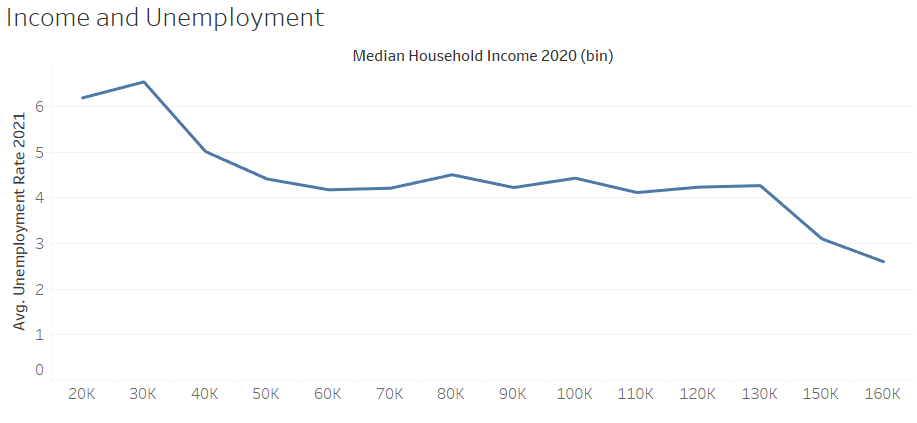 Income and Unemployment
Median Household Income 2020 (bin)
Avg. Unemployment Rate 2021
6
5
4
3
2
1
0
20K 30K 40K 50K 60K 70K 80K 90K 100K 110K 120K 130K 150K 160K